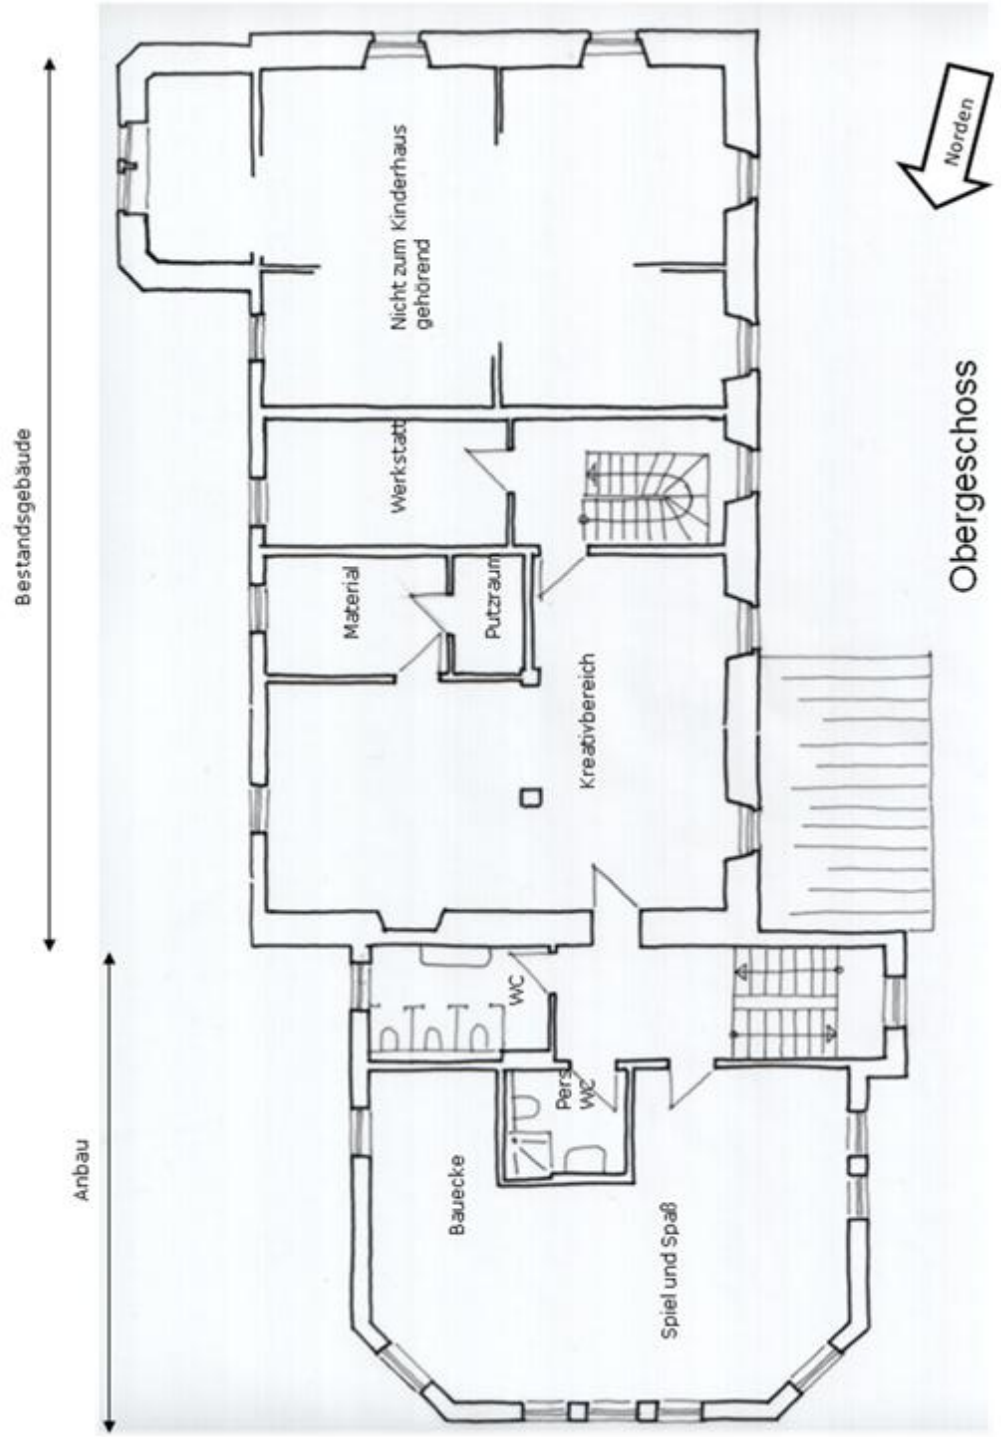 Bestandsgebäude
Anbau
Norden
Nicht zum Kinderhaus
gehörend
Werkstatt
Material
Putzraum
Kreativbereich
WC
Pers
WC
Bauecke
Spiel und Spaß
Obergeschoss